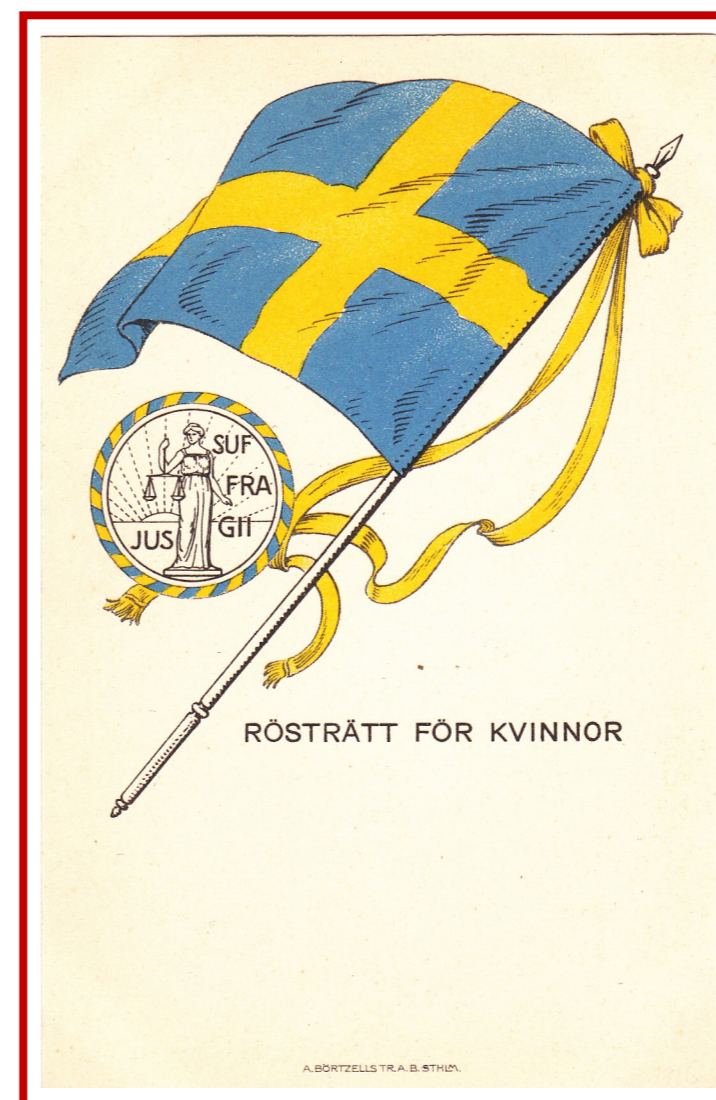 JUS SUF
FRA
GII
RÖSTRÄTT FÖR KVINNOR
A. BÖRTZELLS TR. A. B. STHLM.